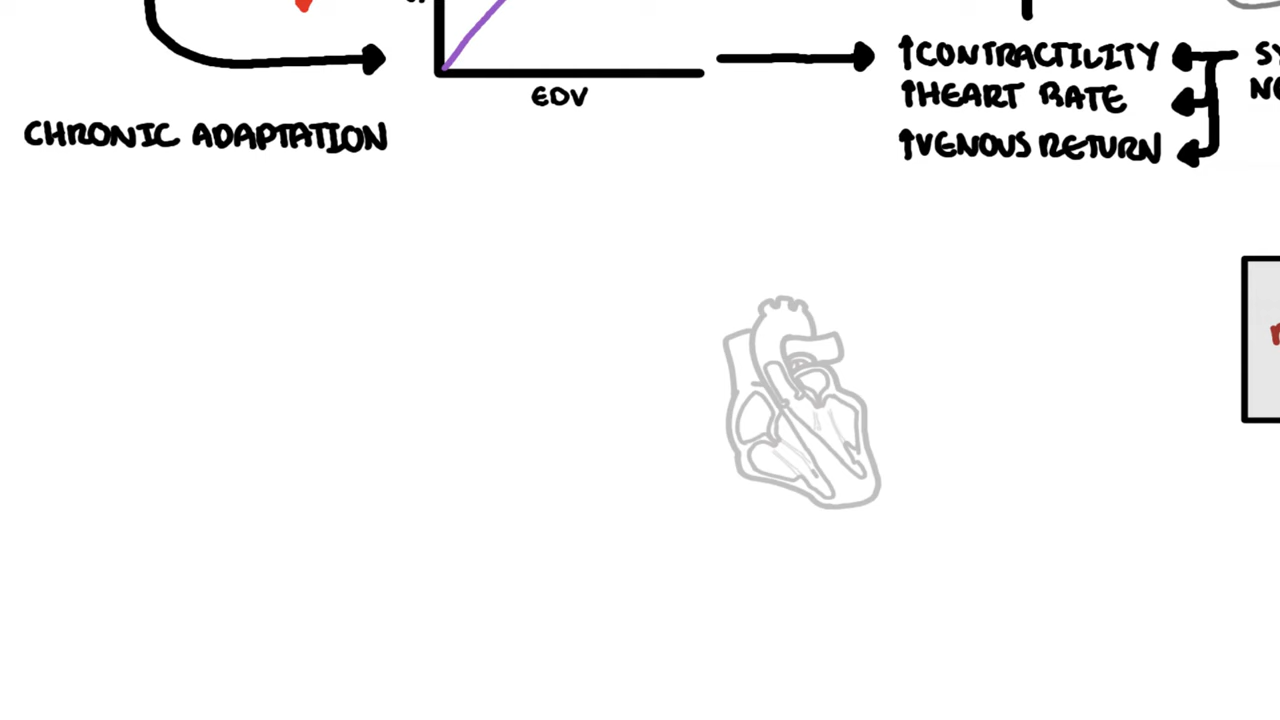 EDV
↑CONTRACTILITY
↑HEART RATE
↑VENOUS RETURN
CHRONIC ADAPTATION